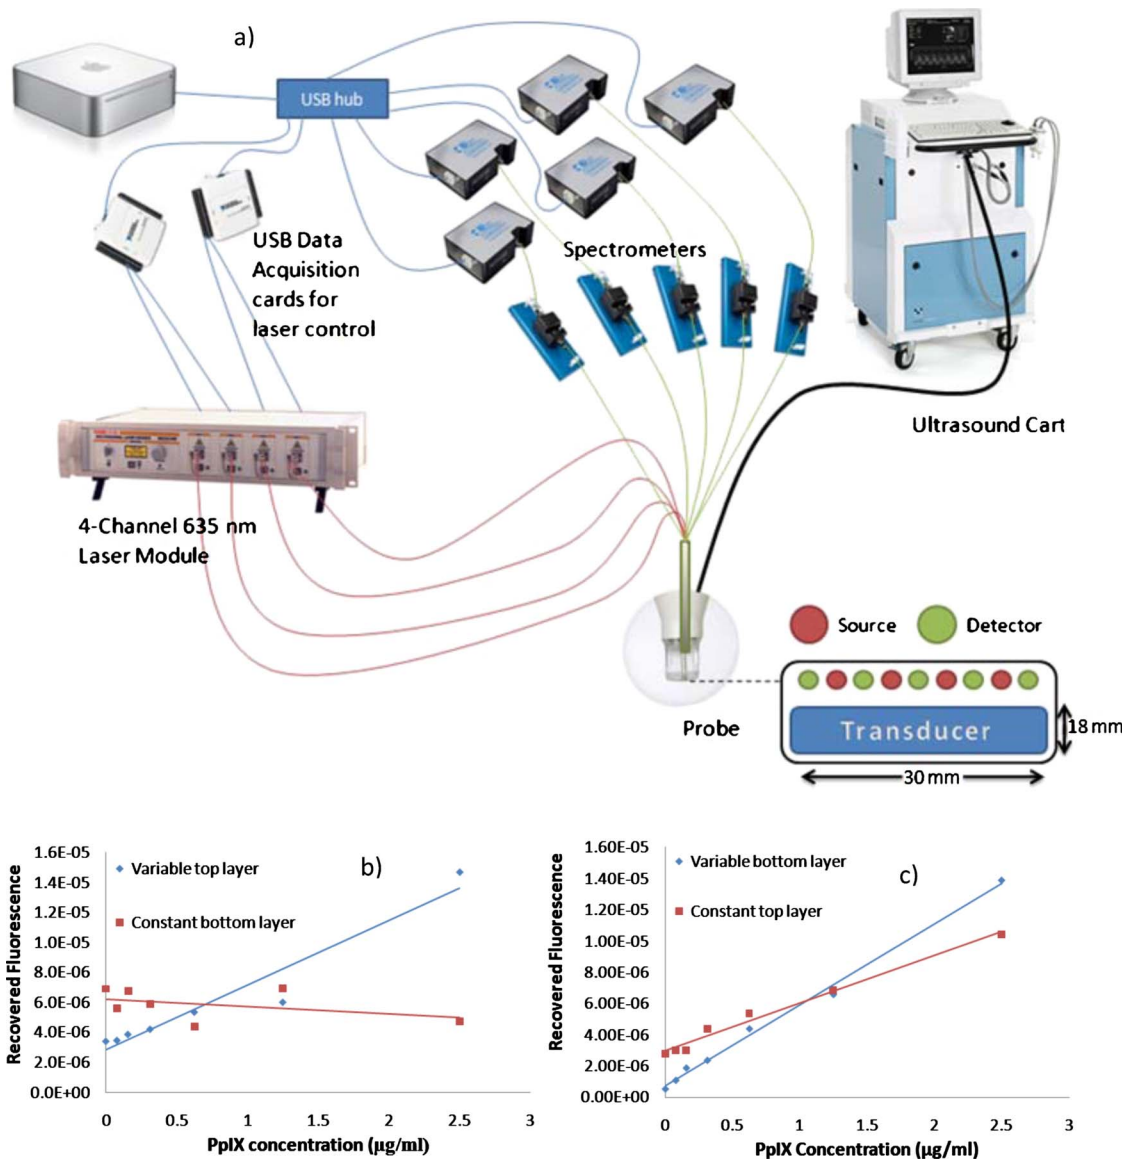 a)
USB hub
USB Data
Acquisition
cards for
laser control
Spectrometers
4-Channel 635 nm
Laser Module
Ultrasound Cart
Probe
Source
Detector
Transducer
18 mm
30 mm
b)
Recovered Fluorescence
1.6E-05
1.4E-05
1.2E-05
1.0E-05
8.0E-06
6.0E-06
4.0E-06
2.0E-06
0.0E+00
Variable top layer
Constant bottom layer
0
0.5
1
1.5
2
2.5
3
PpIX concentration (µg/ml)
c)
Recovered Fluorescence
1.60E-05
1.40E-05
1.20E-05
1.00E-05
8.00E-06
6.00E-06
4.00E-06
2.00E-06
0.00E+00
Variable bottom layer
Constant top layer
0
0.5
1
1.5
2
2.5
3
PpIX Concentration (µg/ml)